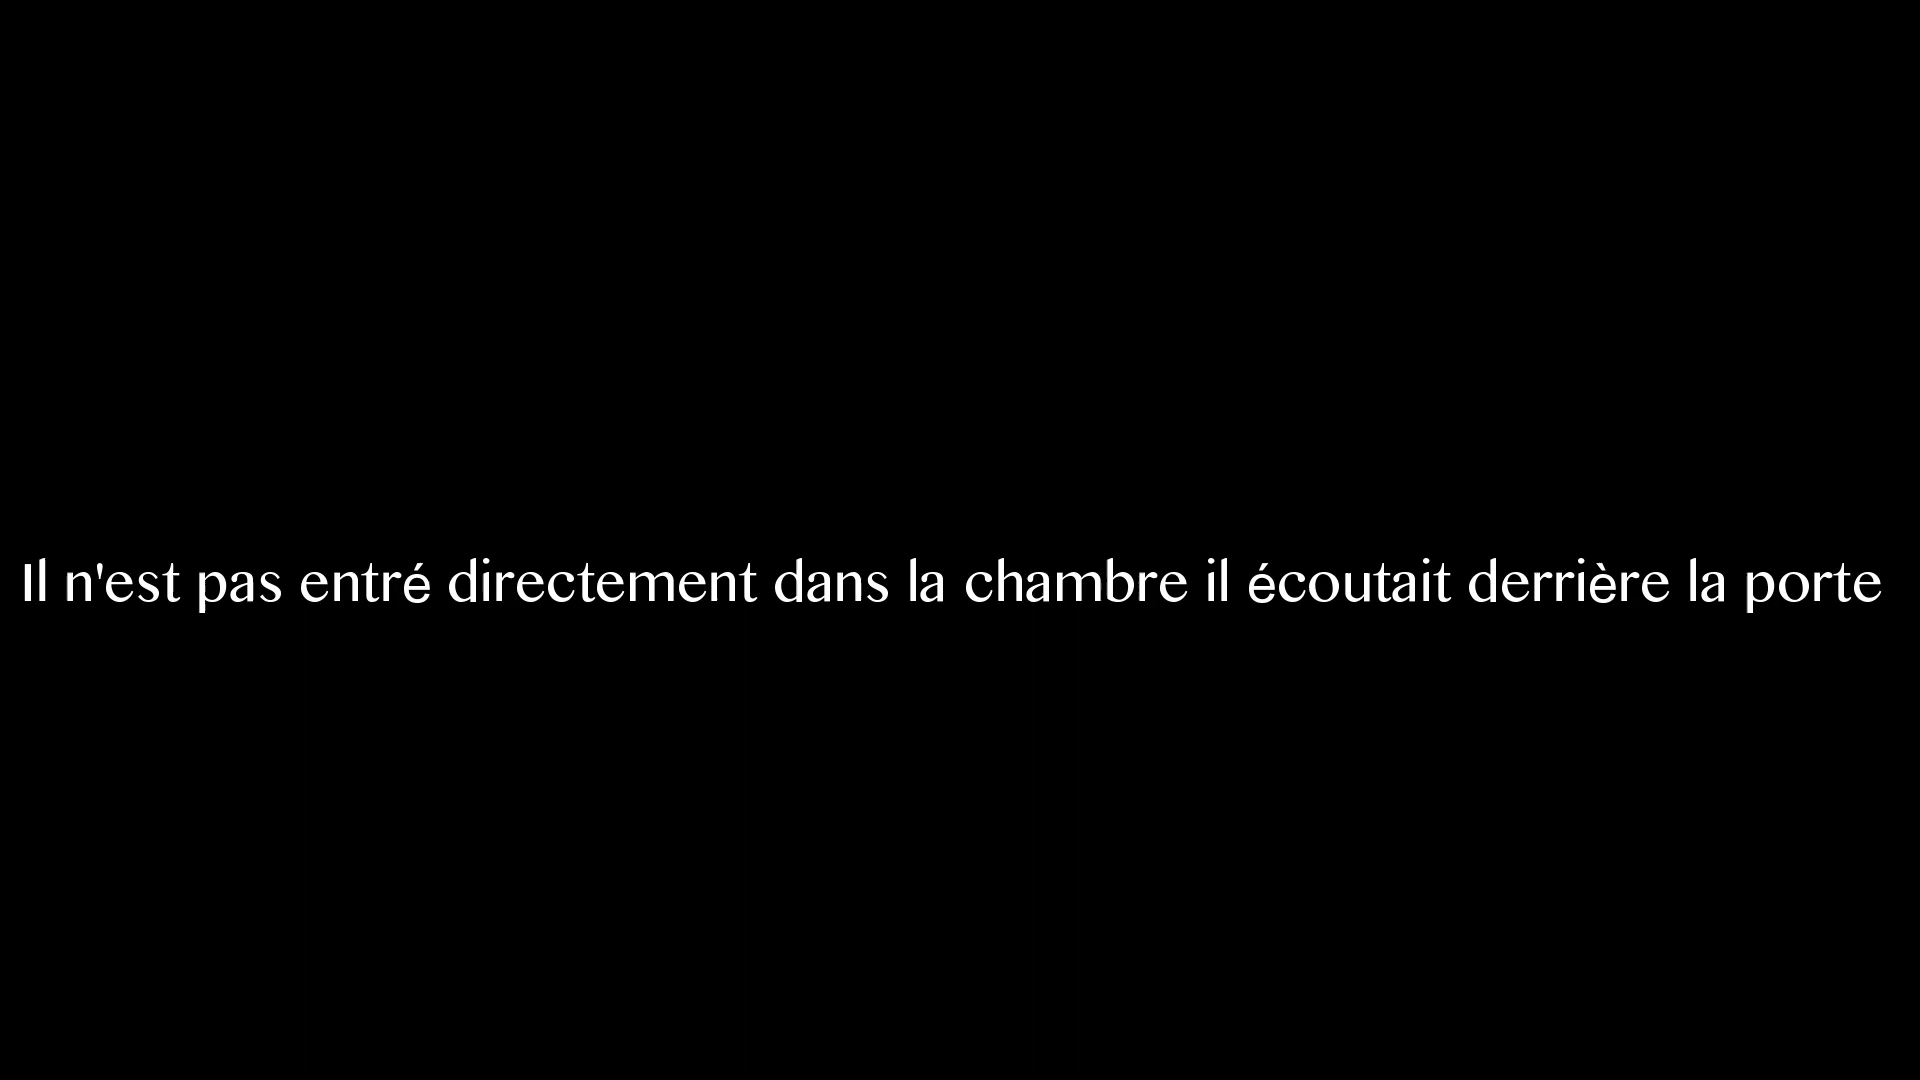 Il n'est pas entré directement dans la chambre il écoutait derrière la porte